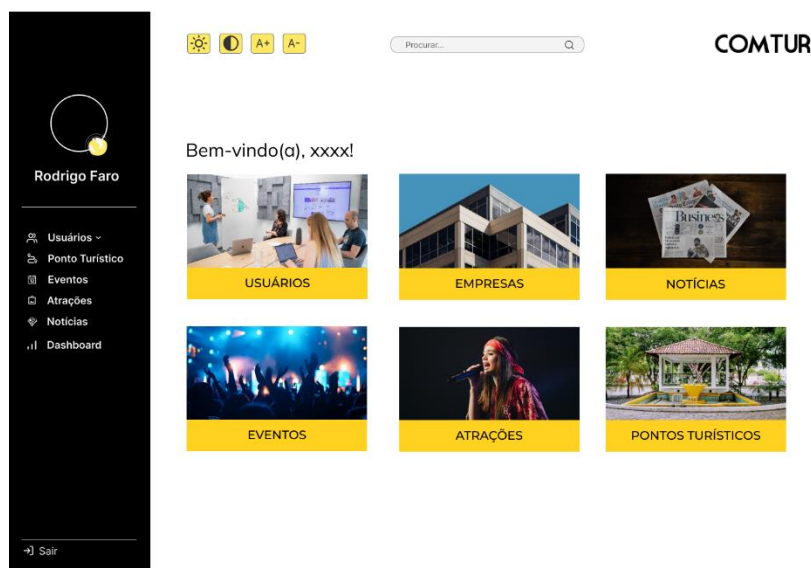 A+ A-
Procurar...
COMTUR
Rodrigo Faro
Usuários
Ponto Turístico
Eventos
Atrações
Notícias
Dashboard
Sair
Bem-vindo(a), xxxx!
USUÁRIOS
EMPRESAS
Business
NOTÍCIAS
EVENTOS
ATRAÇÕES
PONTOS TURÍSTICOS